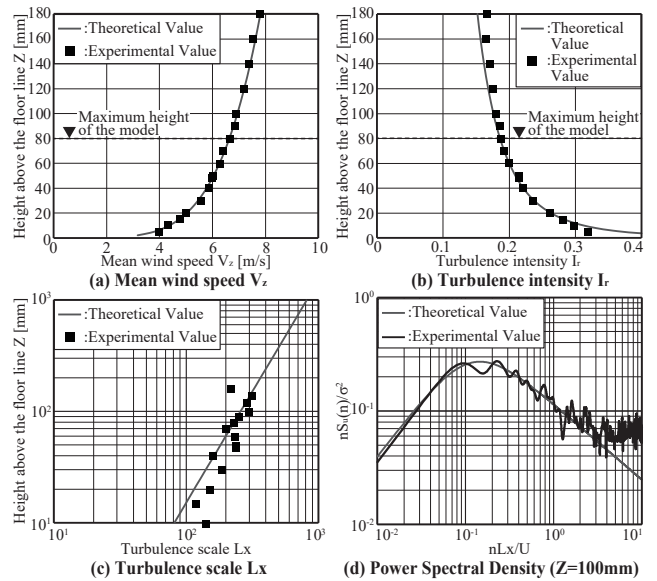 180
160
140
120
100
80
60
40
20
0
Height above the floor line Z [mm]
:Theoretical Value
:Experimental Value
Maximum height
of the model
0 2 4 6 8 10
Mean wind speed Vz [m/s]
(a) Mean wind speed Vz
180
160
140
120
100
80
60
40
20
0
Height above the floor line Z [mm]
:Theoretical
Value
:Experimental
Value
Maximum height
of the model
0 0.1 0.2 0.3 0.4
Turbulence intensity Ir
(b) Turbulence intensity Ir
10³
10²
10¹
Height above the floor line Z [mm]
:Theoretical Value
:Experimental Value
10¹ 10² 10³
Turbulence scale Lx
(c) Turbulence scale Lx
10⁰
10⁻¹
10⁻²
nSu(n)/σ²
:Theoretical Value
:Experimental Value
10⁻² 10⁻¹ 10⁰ 10¹
nLx/U
(d) Power Spectral Density (Z=100mm)